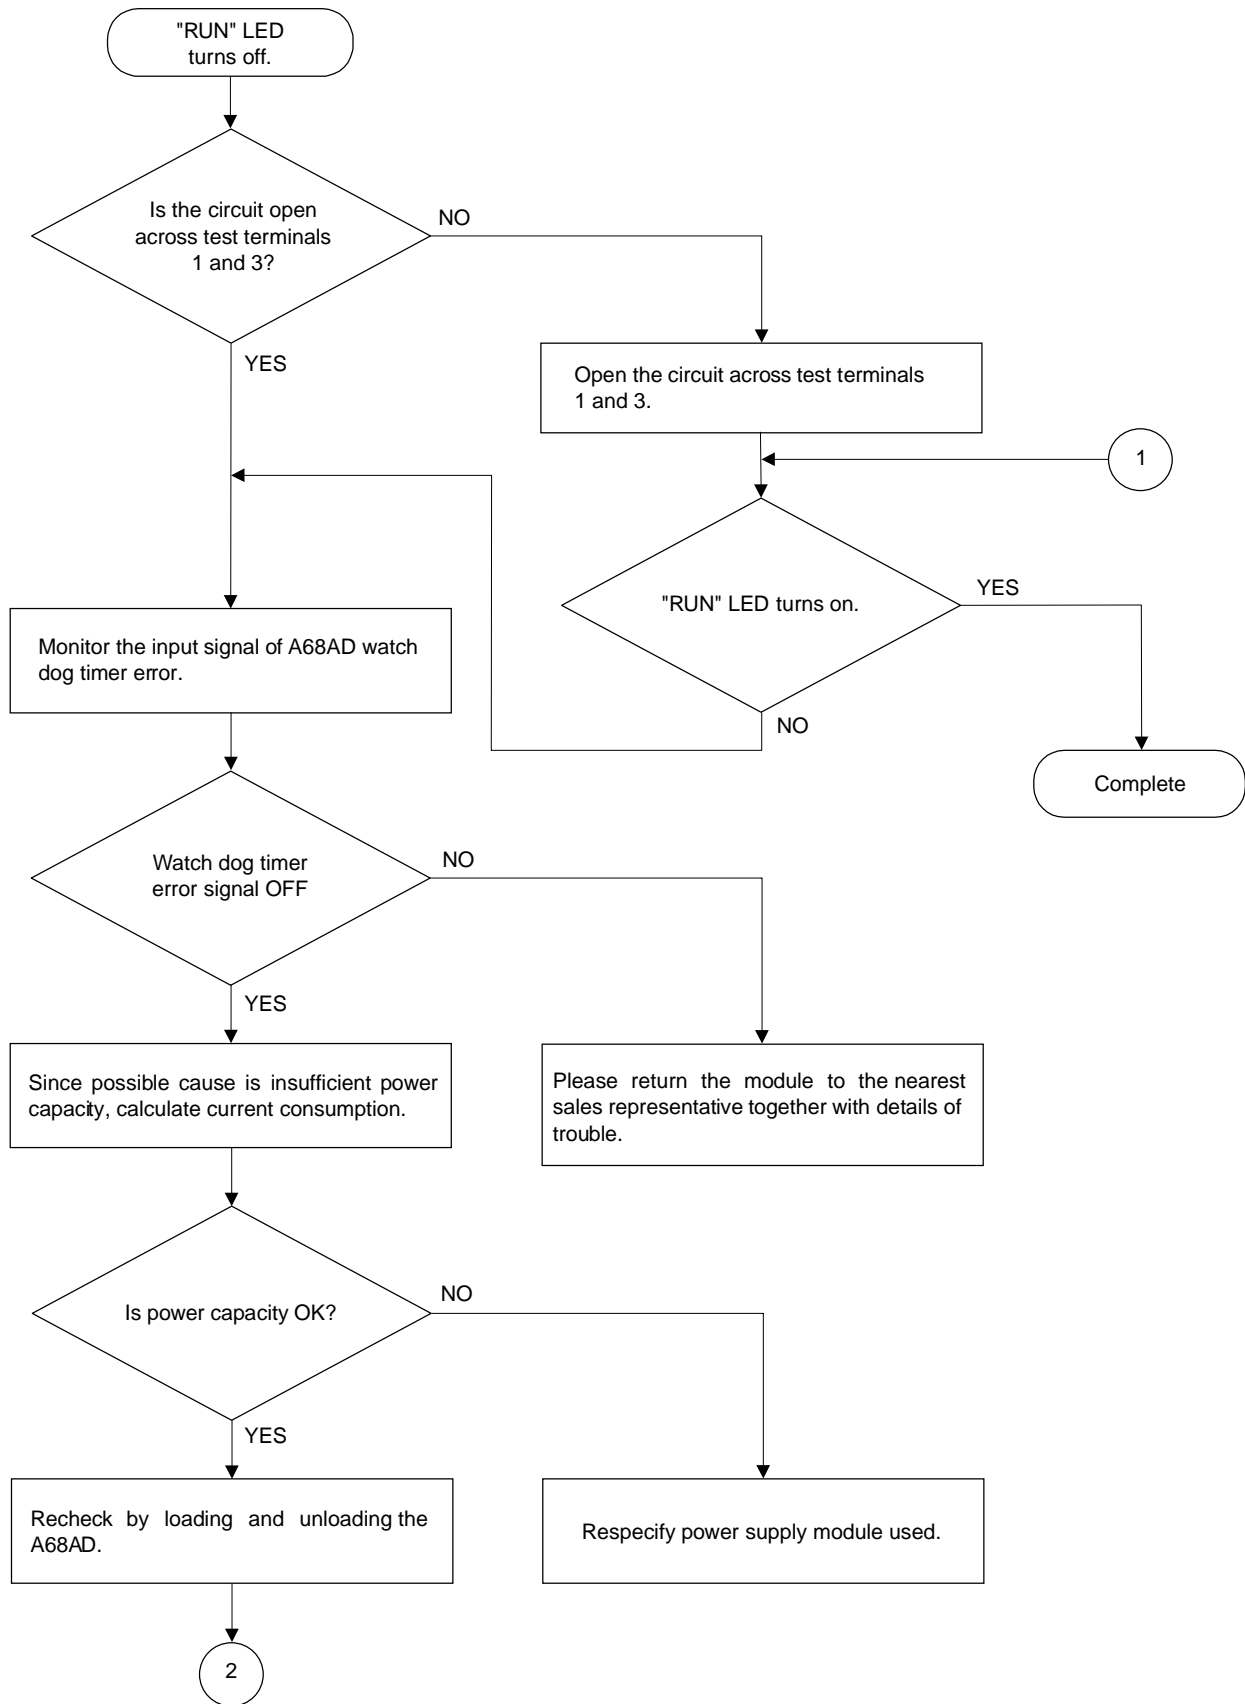 "RUN" LED
turns off.
Is the circuit open
across test terminals
1 and 3?
NO
YES
Open the circuit across test terminals
1 and 3.
1
"RUN" LED turns on.
YES
NO
Complete
Monitor the input signal of A68AD watch
dog timer error.
Watch dog timer
error signal OFF
NO
YES
Since possible cause is insufficient power
capacity, calculate current consumption.
Please return the module to the nearest
sales representative together with details of
trouble.
Is power capacity OK?
NO
YES
Recheck by loading and unloading the
A68AD.
Respecify power supply module used.
2